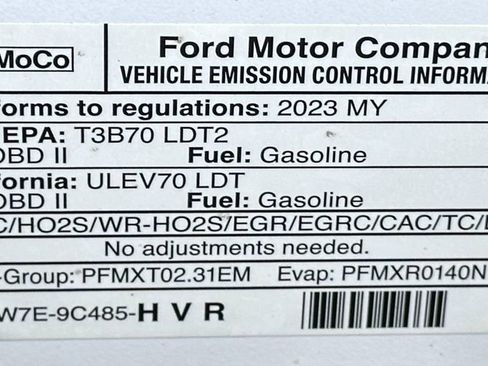 MoCo
Ford Motor Compan
VEHICLE EMISSION CONTROL INFORMA
forms to regulations: 2023 MY
EPA: T3B70 LDT2
OBD II Fuel: Gasoline
fornia: ULEV70 LDT
OBD II Fuel: Gasoline
C/HO2S/WR-HO2S/EGR/EGRC/CAC/TC/
No adjustments needed.
-Group: PFMXT02.31EM Evap: PFMXR0140N
W7E-9C485-H V R